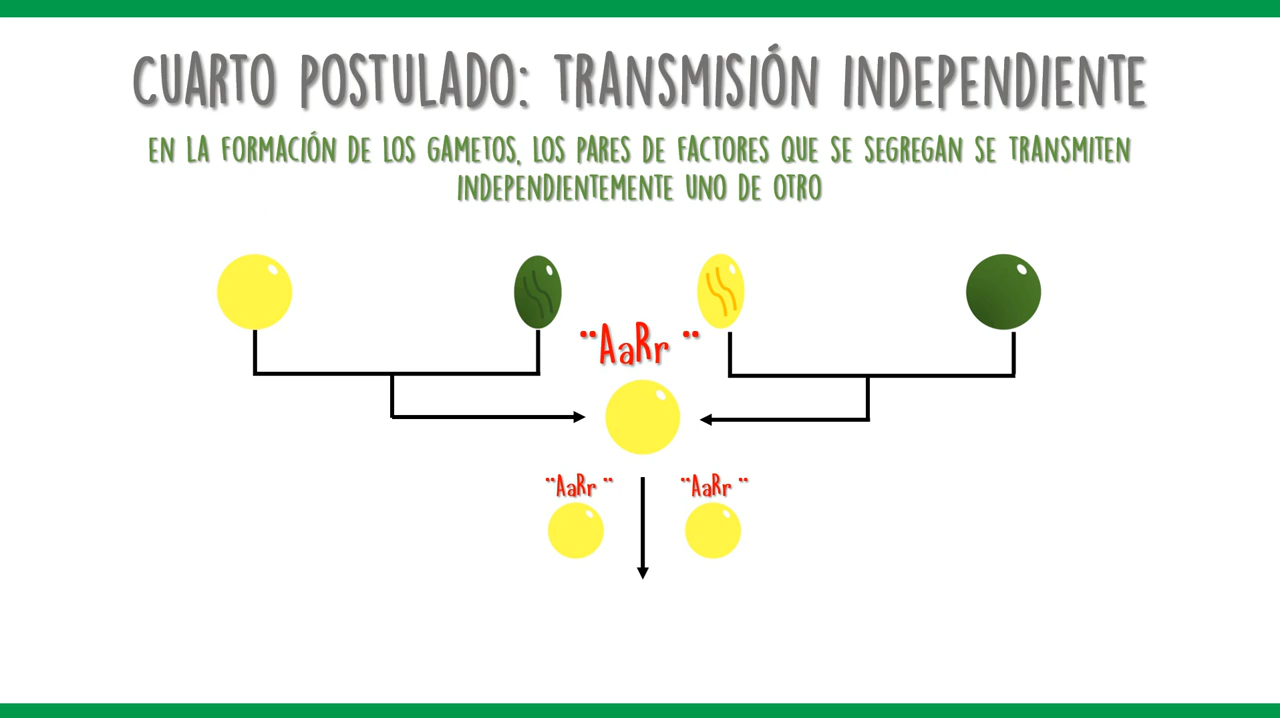 CUARTO POSTULADO: TRANSMISIÓN INDEPENDIENTE
EN LA FORMACIÓN DE LOS GAMETOS, LOS PARES DE FACTORES QUE SE SEGREGAN SE TRANSMITEN
INDEPENDIENTEMENTE UNO DE OTRO
"AaRr "
"AaRr " "AaRr "